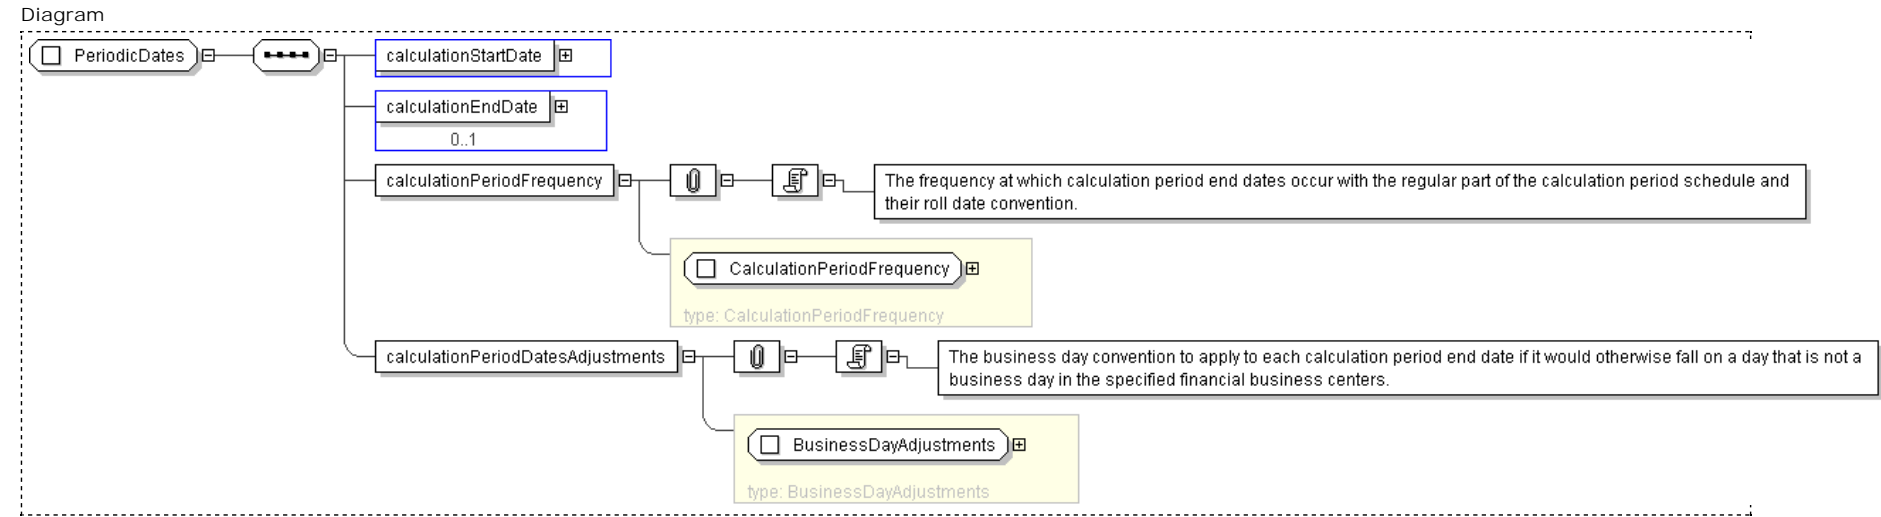 Diagram
PeriodicDates
calculationStartDate
calculationEndDate
0..1
calculationPeriodFrequency
The frequency at which calculation period end dates occur with the regular part of the calculation period schedule and
their roll date convention.
CalculationPeriodFrequency
type: CalculationPeriodFrequency
calculationPeriodDatesAdjustments
The business day convention to apply to each calculation period end date if it would otherwise fall on a day that is not a
business day in the specified financial business centers.
BusinessDayAdjustments
type: BusinessDayAdjustments